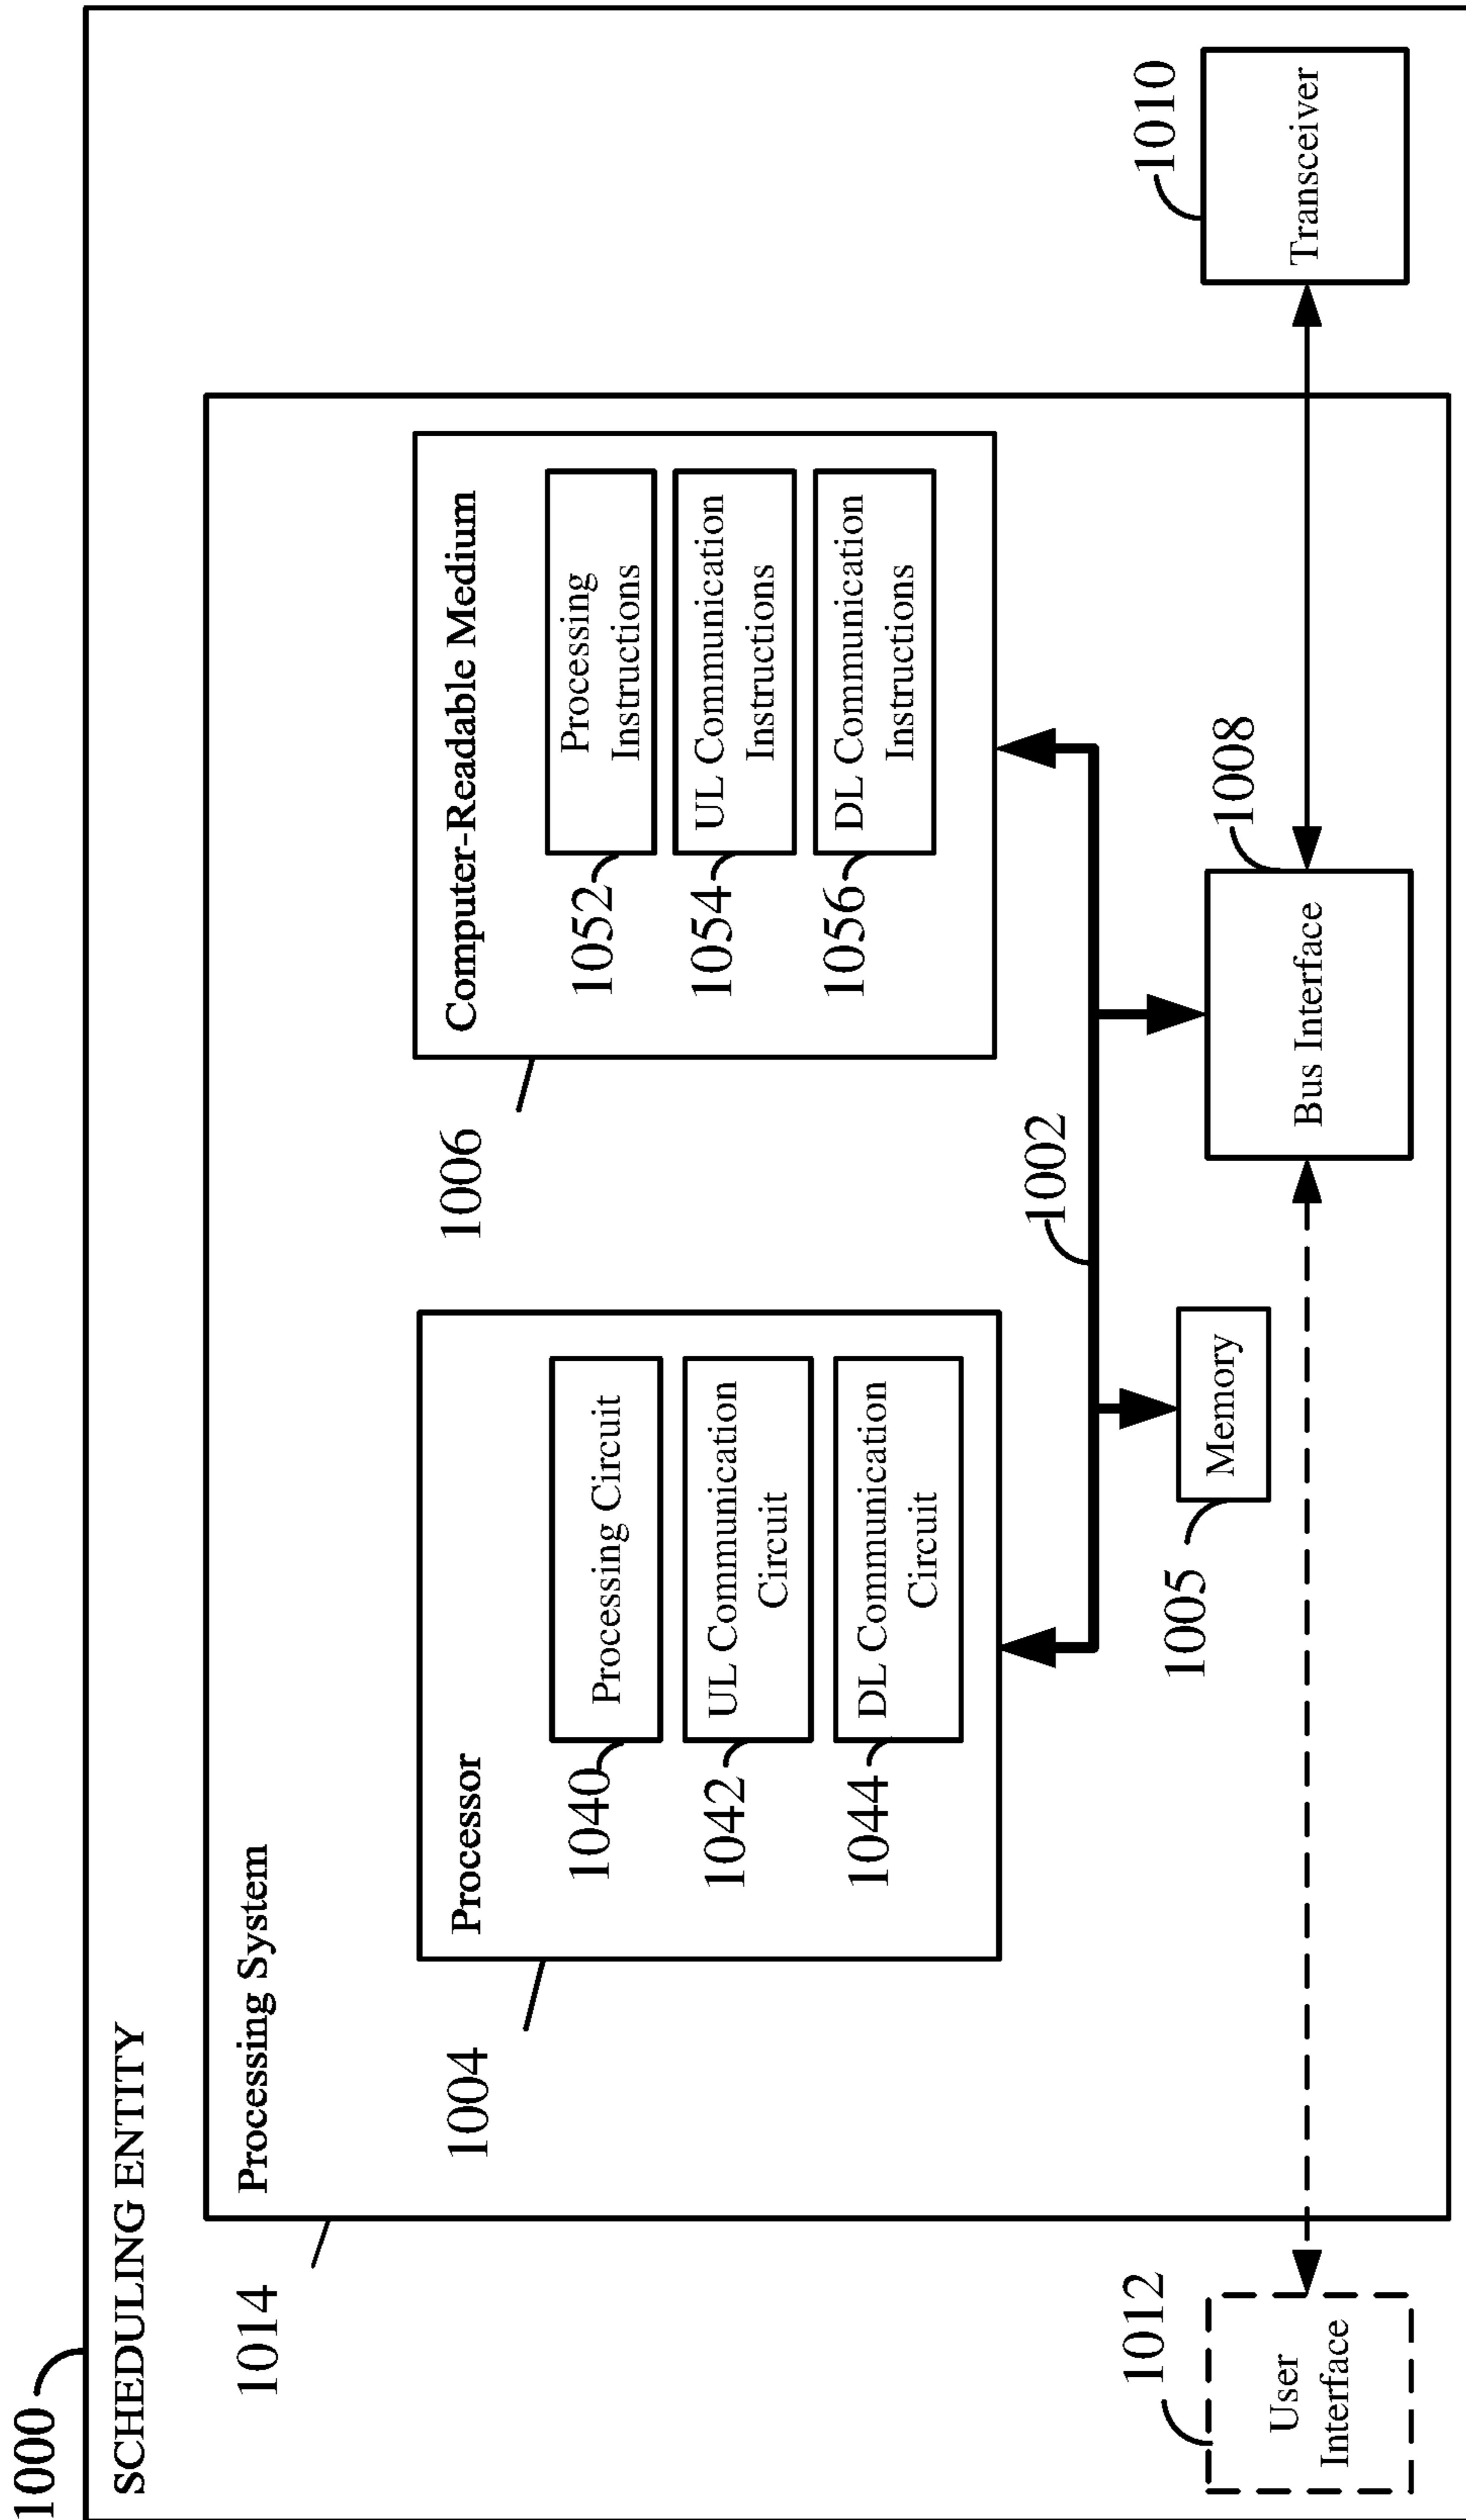 1000
SCHEDULING ENTITY
1014
Processing System
1004
Processor
1040
Processing Circuit
1042
UL Communication
Circuit
1044
DL Communication
Circuit
1006
Computer-Readable Medium
1052
Processing
Instructions
1054
UL Communication
Instructions
1056
DL Communication
Instructions
1002
1005
Memory
1012
User
Interface
1008
Bus Interface
1010
Transceiver